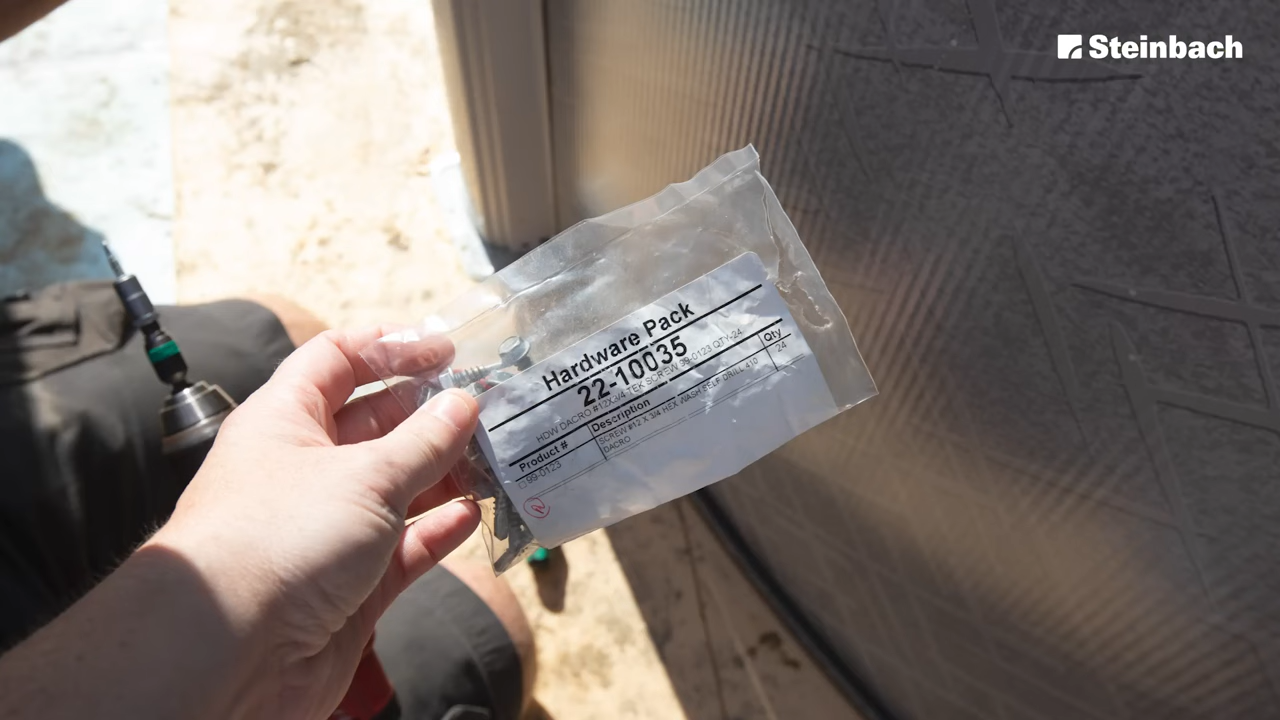 Steinbach
Hardware Pack
22-10035
HDW DACRO #12X3/4 TEK SCREW 99-0123 QTY-24
Product # Description Qty
99-0123 SCREW #12 X 3/4 HEX WASH SELF DRILL 410 24
DACRO